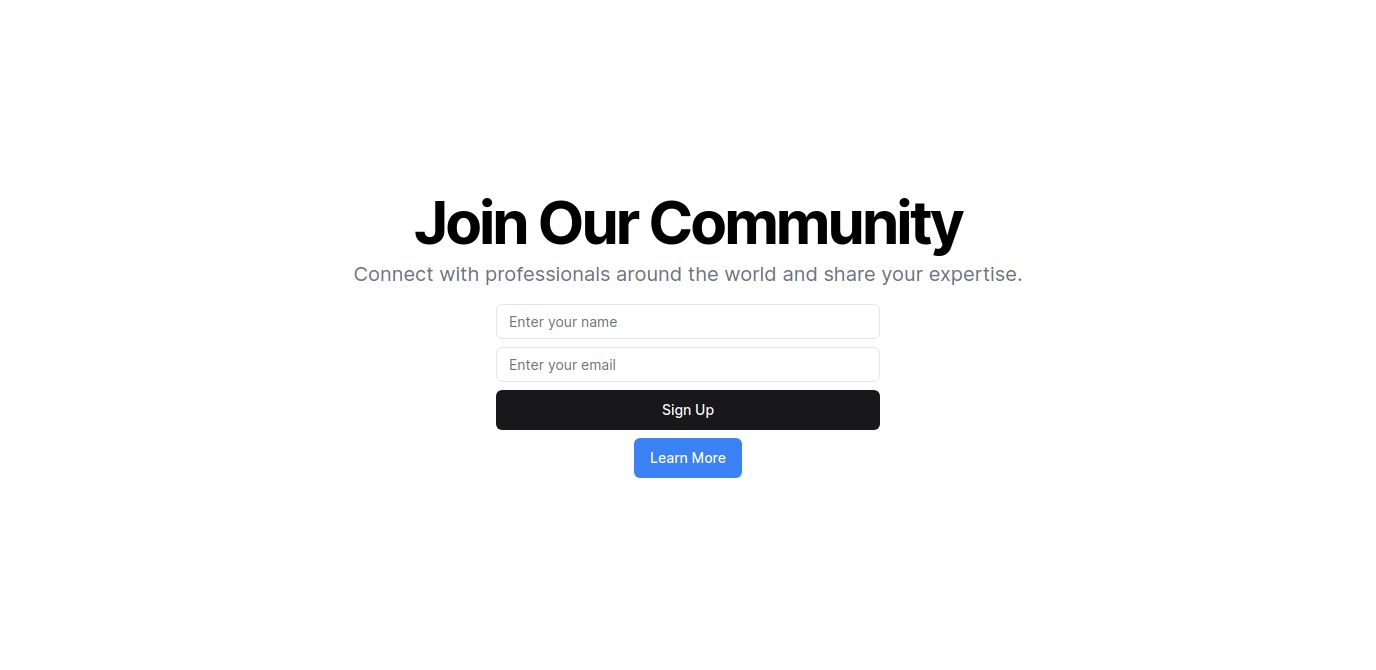 Join Our Community
Connect with professionals around the world and share your expertise.
Enter your name
Enter your email
Sign Up
Learn More